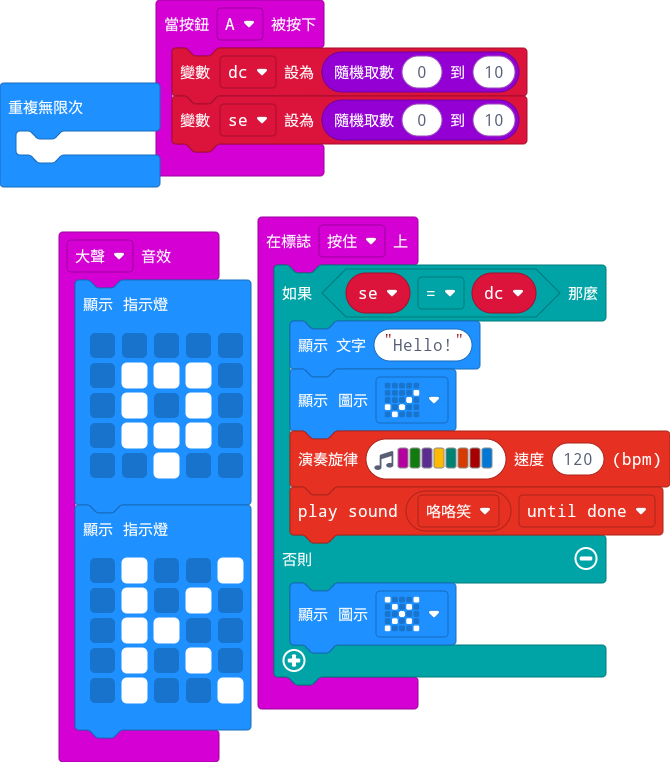 當按鈕 A 被按下
變數 dc 設為 隨機取數 0 到 10
變數 se 設為 隨機取數 0 到 10
重複無限次
大聲 音效
顯示 指示燈
顯示 指示燈
在標誌 按住 上
如果 se = dc 那麼
顯示 文字 "Hello!"
顯示 圖示
演奏旋律 速度 120 (bpm)
play sound 咯咯笑 until done
否則
顯示 圖示